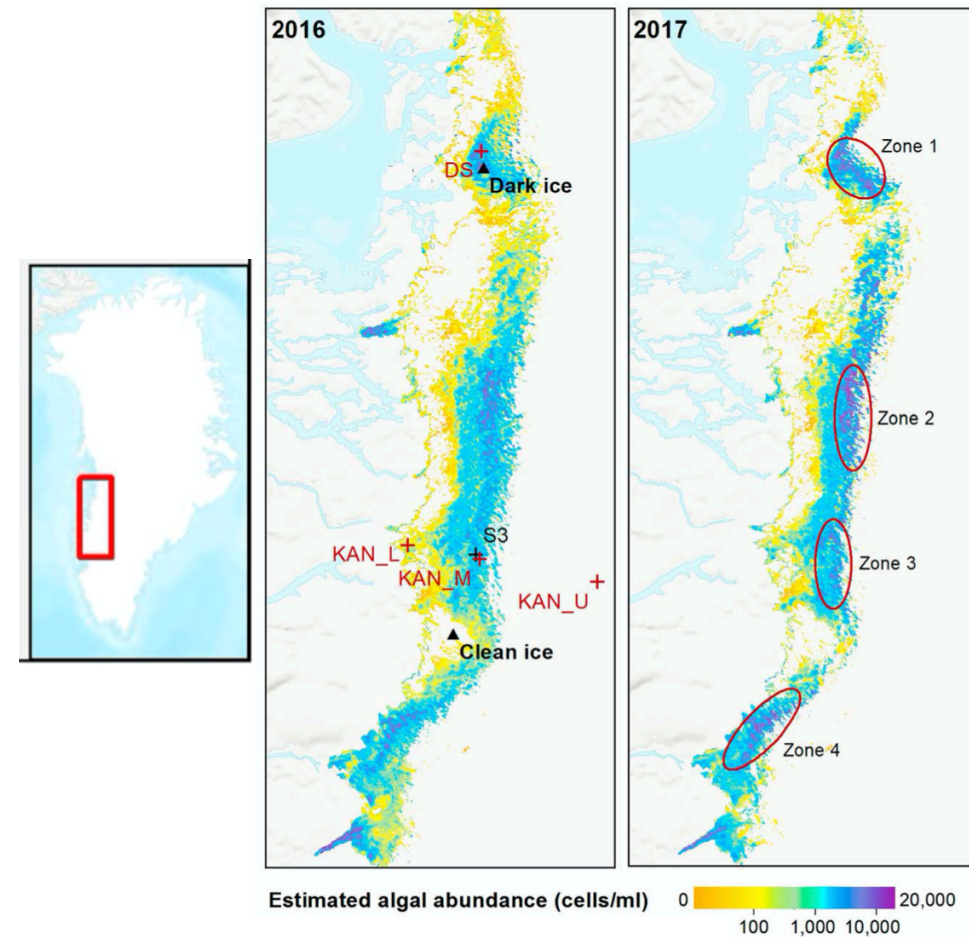 2016
2017
Zone 1
DS
Dark ice
Zone 2
S3
KAN_L
KAN_M
KAN_U
Zone 3
Clean ice
Zone 4
Estimated algal abundance (cells/ml)
0
20,000
100
1,000
10,000